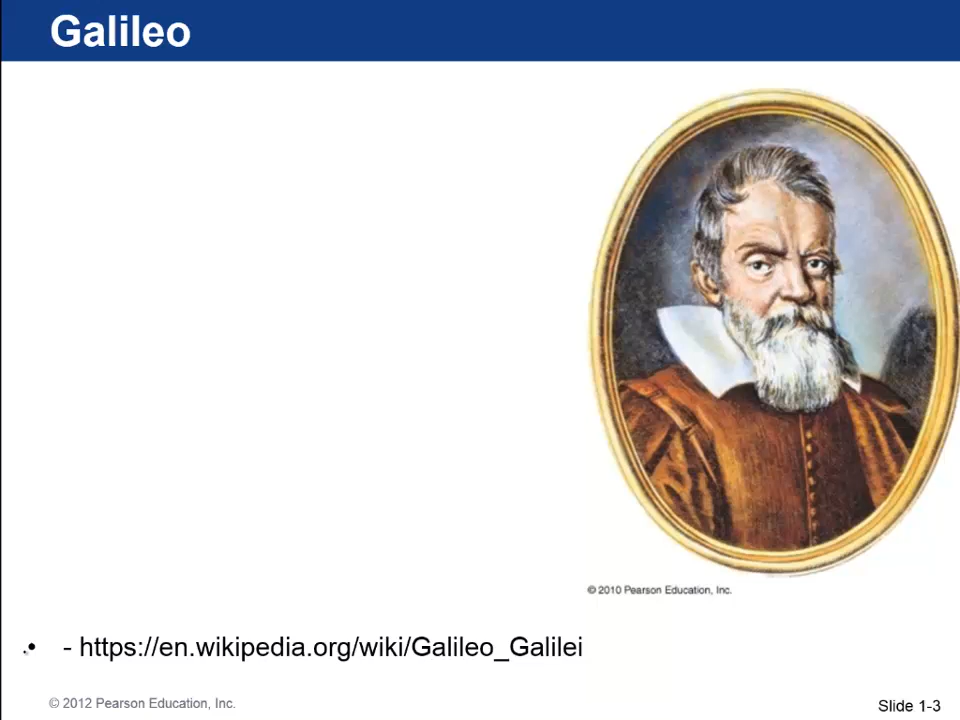 Galileo
© 2010 Pearson Education, Inc.
• - https://en.wikipedia.org/wiki/Galileo_Galilei
© 2012 Pearson Education, Inc.
Slide 1-3